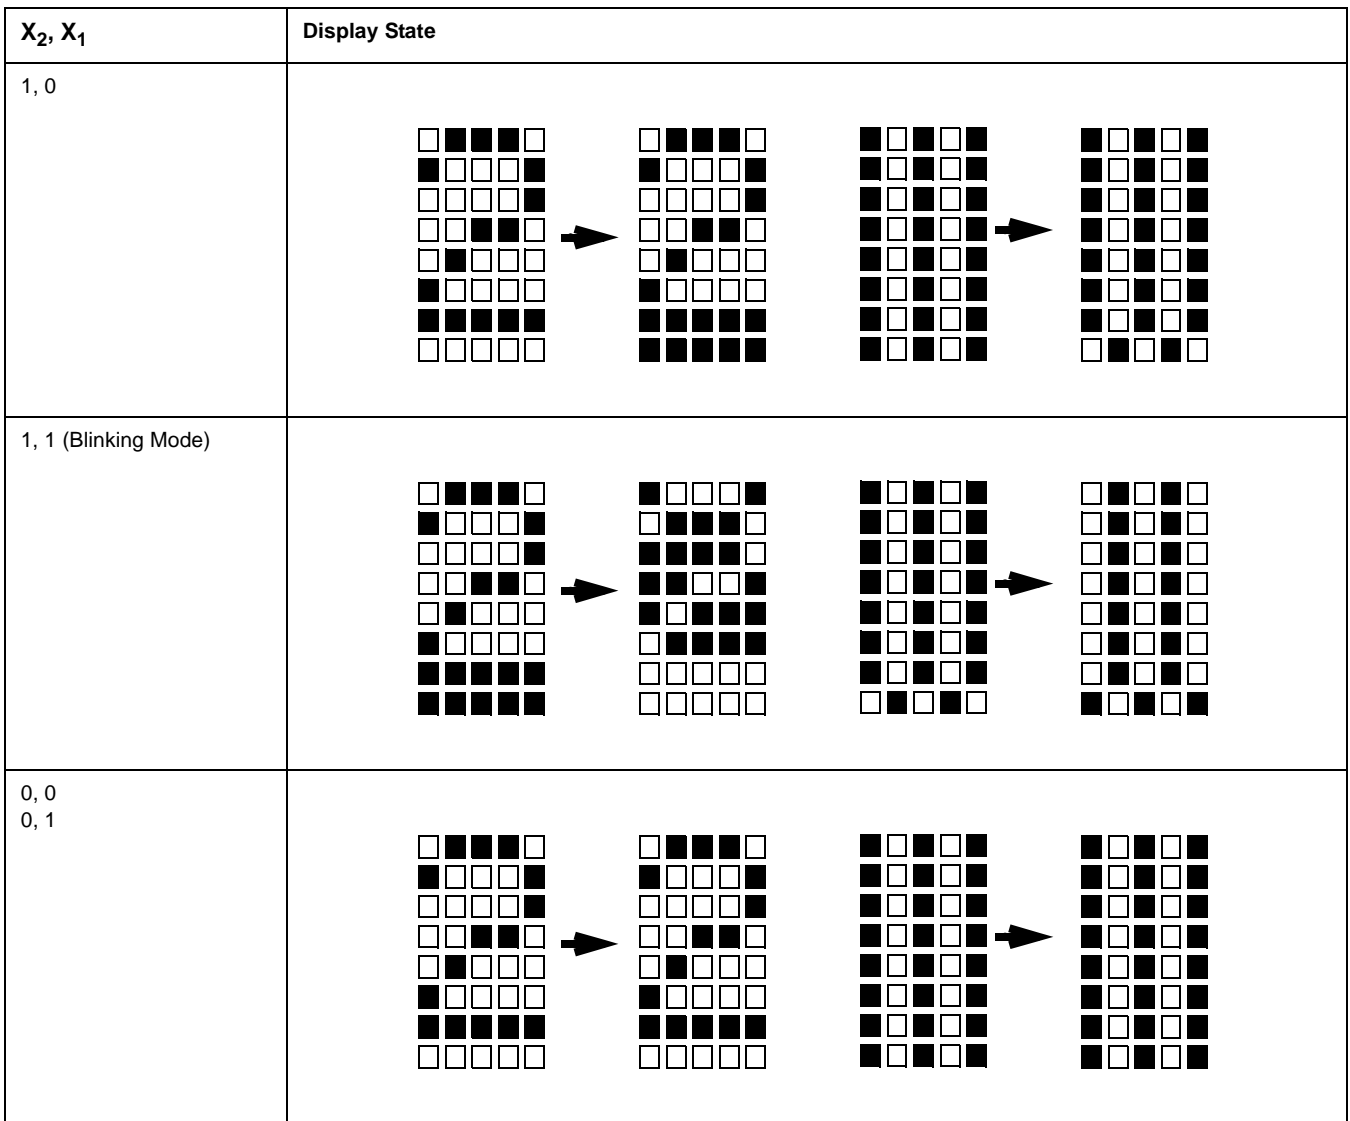 X2, X1 Display State
1, 0
1, 1 (Blinking Mode)
0, 0
0, 1